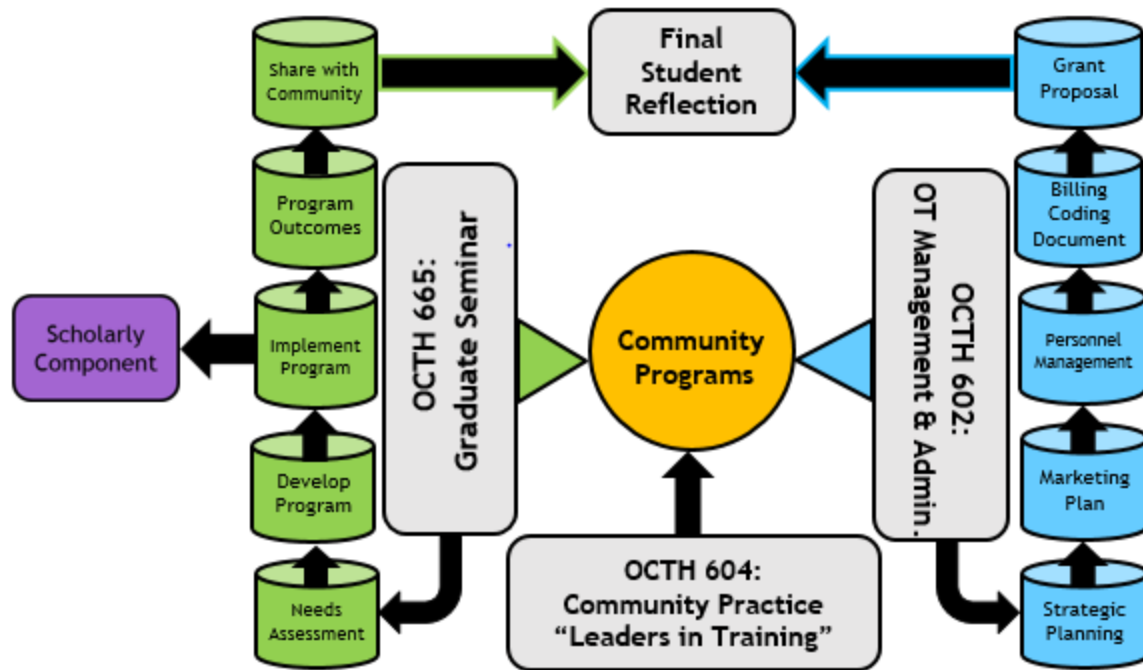 Share with
Community
Final
Student
Reflection
Grant
Proposal
Program
Outcomes
Billing
Coding
Document
OCTH 665:
Graduate Seminar
OCTH 602:
OT Management & Admin.
Scholarly
Component
Implement
Program
Community
Programs
Personnel
Management
Develop
Program
Marketing
Plan
Needs
Assessment
OCTH 604:
Community Practice
“Leaders in Training”
Strategic
Planning